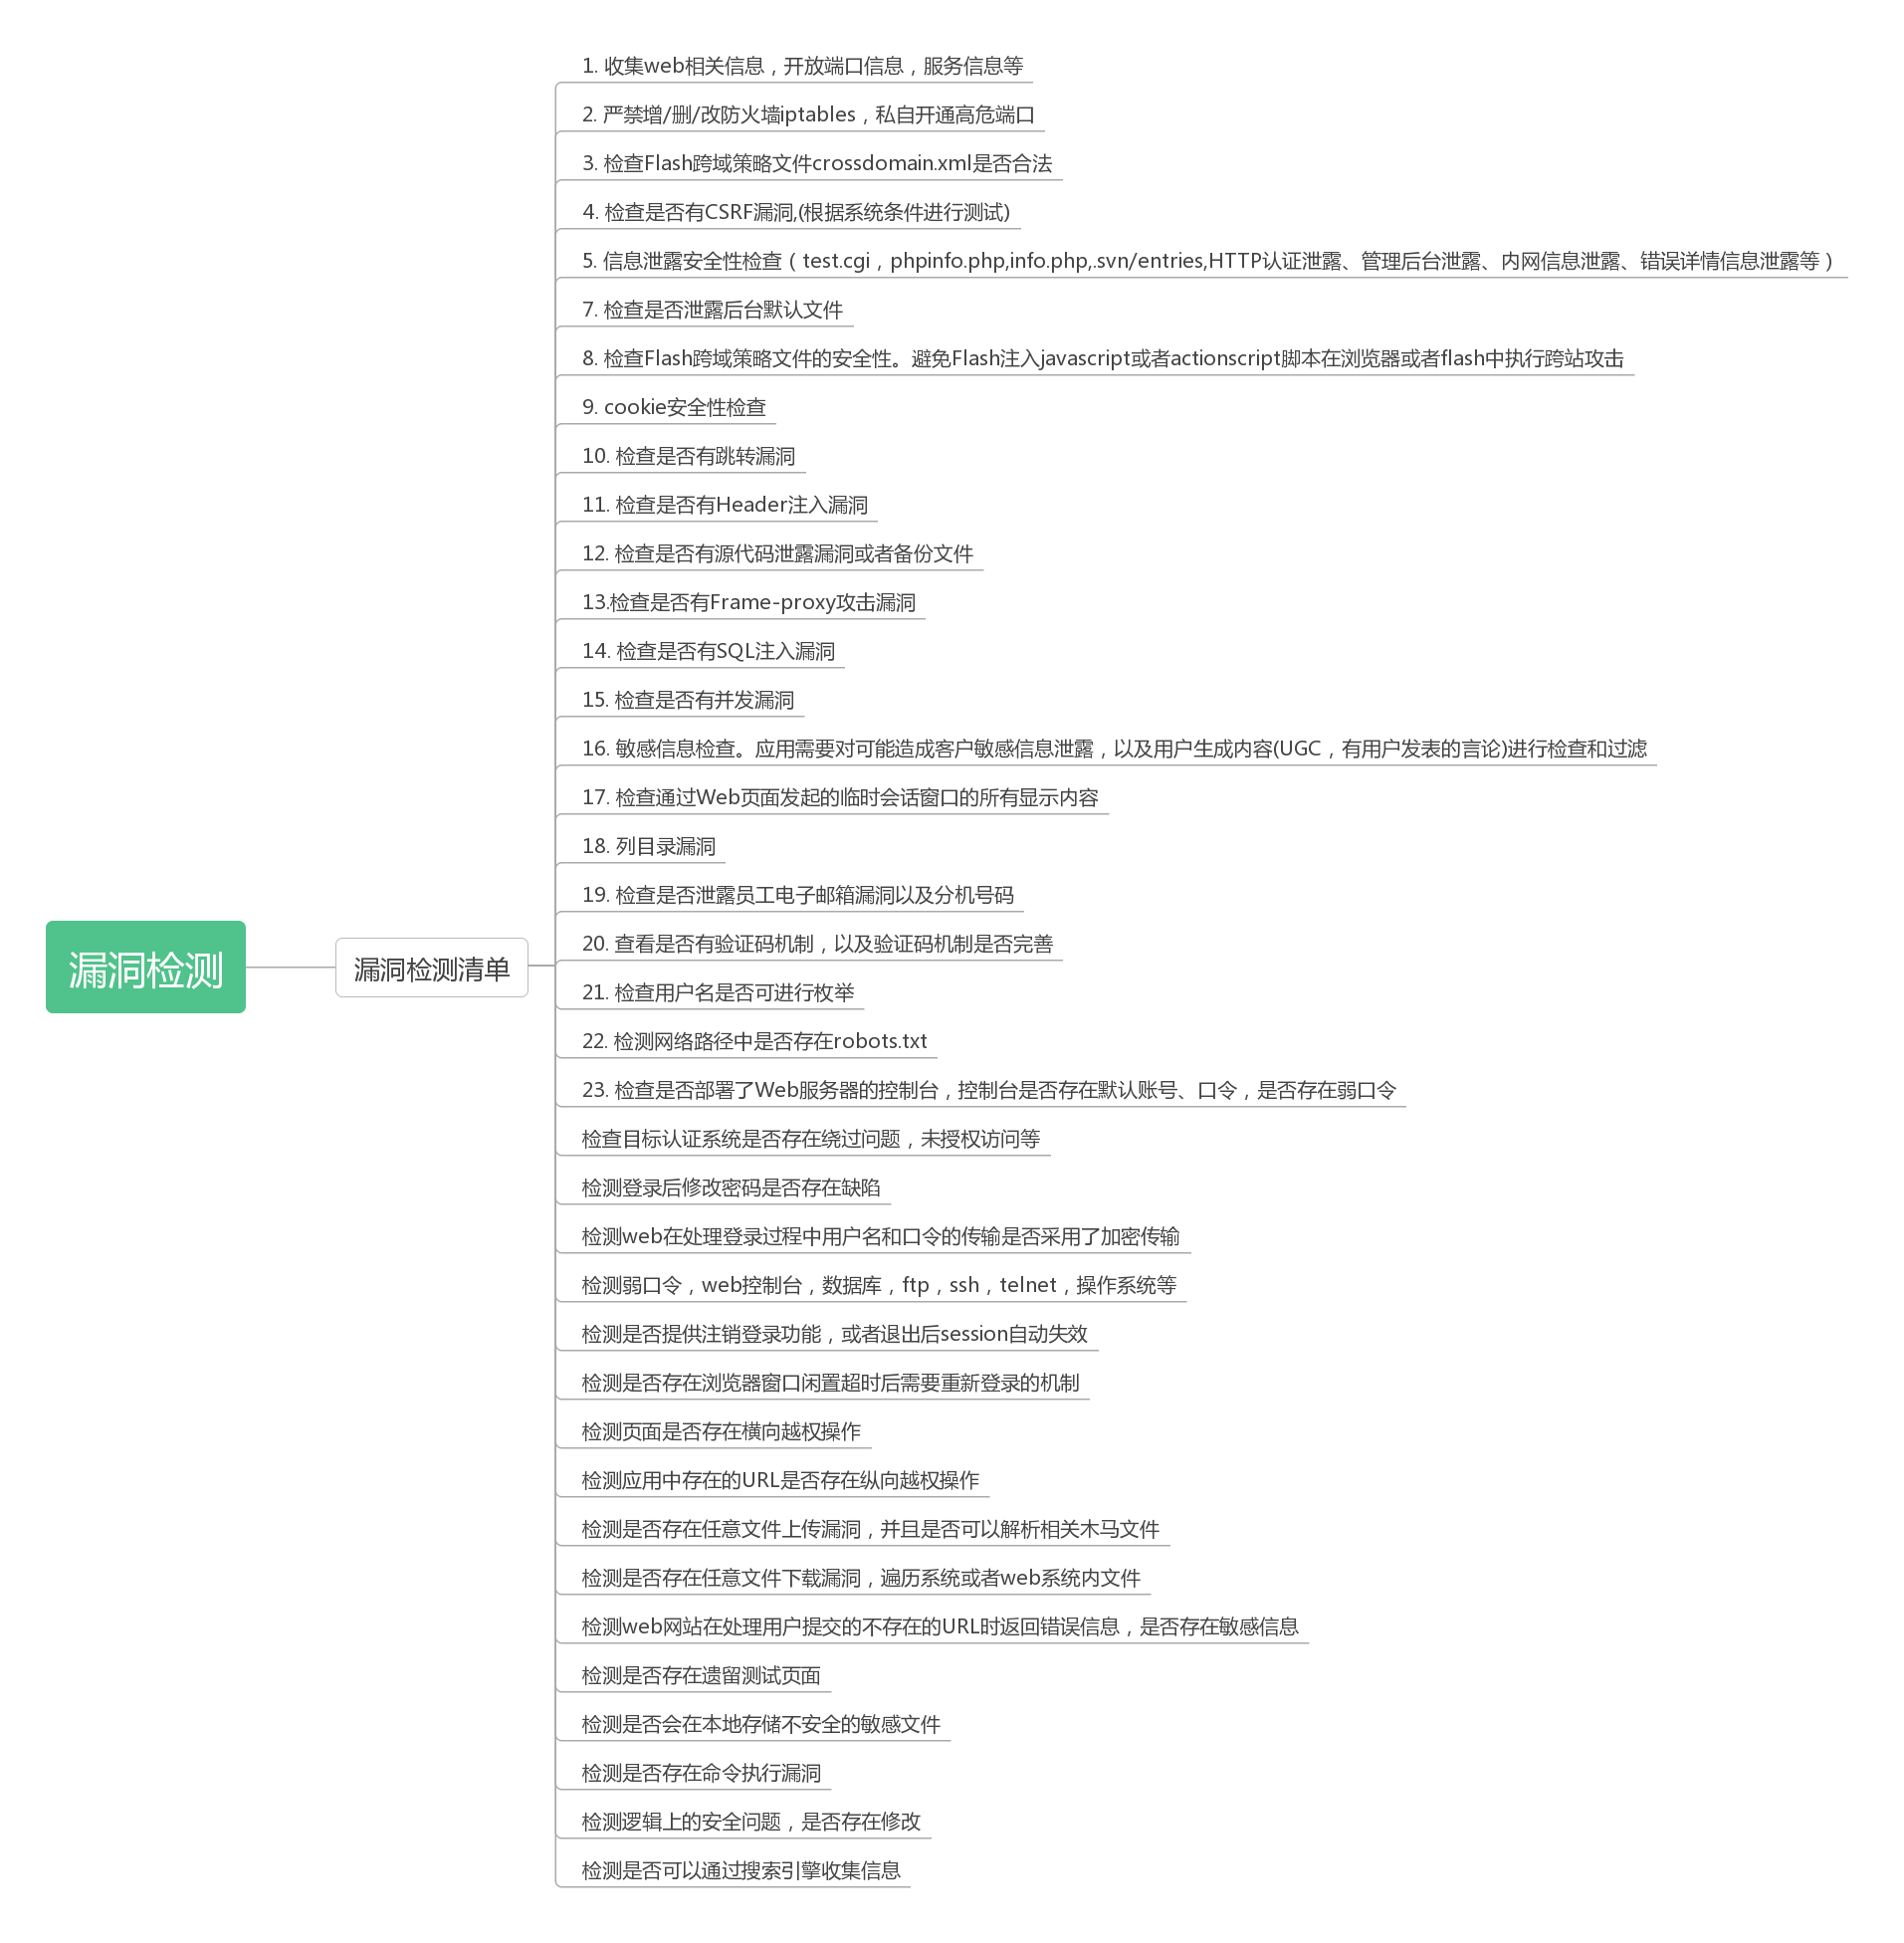 1. 收集web相关信息，开放端口信息，服务信息等
2. 严禁增/删/改防火墙iptables，私自开通高危端口
3. 检查Flash跨域策略文件crossdomain.xml是否合法
4. 检查是否有CSRF漏洞,(根据系统条件进行测试)
5. 信息泄露安全性检查（test.cgi，phpinfo.php,info.php,.svn/entries,HTTP认证泄露、管理后台泄露、内网信息泄露、错误详情信息泄露等）
7. 检查是否泄露后台默认文件
8. 检查Flash跨域策略文件的安全性。避免Flash注入javascript或者actionscript脚本在浏览器或者flash中执行跨站攻击
9. cookie安全性检查
10. 检查是否有跳转漏洞
11. 检查是否有Header注入漏洞
12. 检查是否有源代码泄露漏洞或者备份文件
13.检查是否有Frame-proxy攻击漏洞
14. 检查是否有SQL注入漏洞
15. 检查是否有并发漏洞
16. 敏感信息检查。应用需要对可能造成客户敏感信息泄露，以及用户生成内容(UGC，有用户发表的言论)进行检查和过滤
17. 检查通过Web页面发起的临时会话窗口的所有显示内容
18. 列目录漏洞
19. 检查是否泄露员工电子邮箱漏洞以及分机号码
漏洞检测
漏洞检测清单
20. 查看是否有验证码机制，以及验证码机制是否完善
21. 检查用户名是否可进行枚举
22. 检测网络路径中是否存在robots.txt
23. 检查是否部署了Web服务器的控制台，控制台是否存在默认账号、口令，是否存在弱口令
检查目标认证系统是否存在绕过问题，未授权访问等
检测登录后修改密码是否存在缺陷
检测web在处理登录过程中用户名和口令的传输是否采用了加密传输
检测弱口令，web控制台，数据库，ftp，ssh，telnet，操作系统等
检测是否提供注销登录功能，或者退出后session自动失效
检测是否存在浏览器窗口闲置超时后需要重新登录的机制
检测页面是否存在横向越权操作
检测应用中存在的URL是否存在纵向越权操作
检测是否存在任意文件上传漏洞，并且是否可以解析相关木马文件
检测是否存在任意文件下载漏洞，遍历系统或者web系统内文件
检测web网站在处理用户提交的不存在的URL时返回错误信息，是否存在敏感信息
检测是否存在遗留测试页面
检测是否会在本地存储不安全的敏感文件
检测是否存在命令执行漏洞
检测逻辑上的安全问题，是否存在修改
检测是否可以通过搜索引擎收集信息